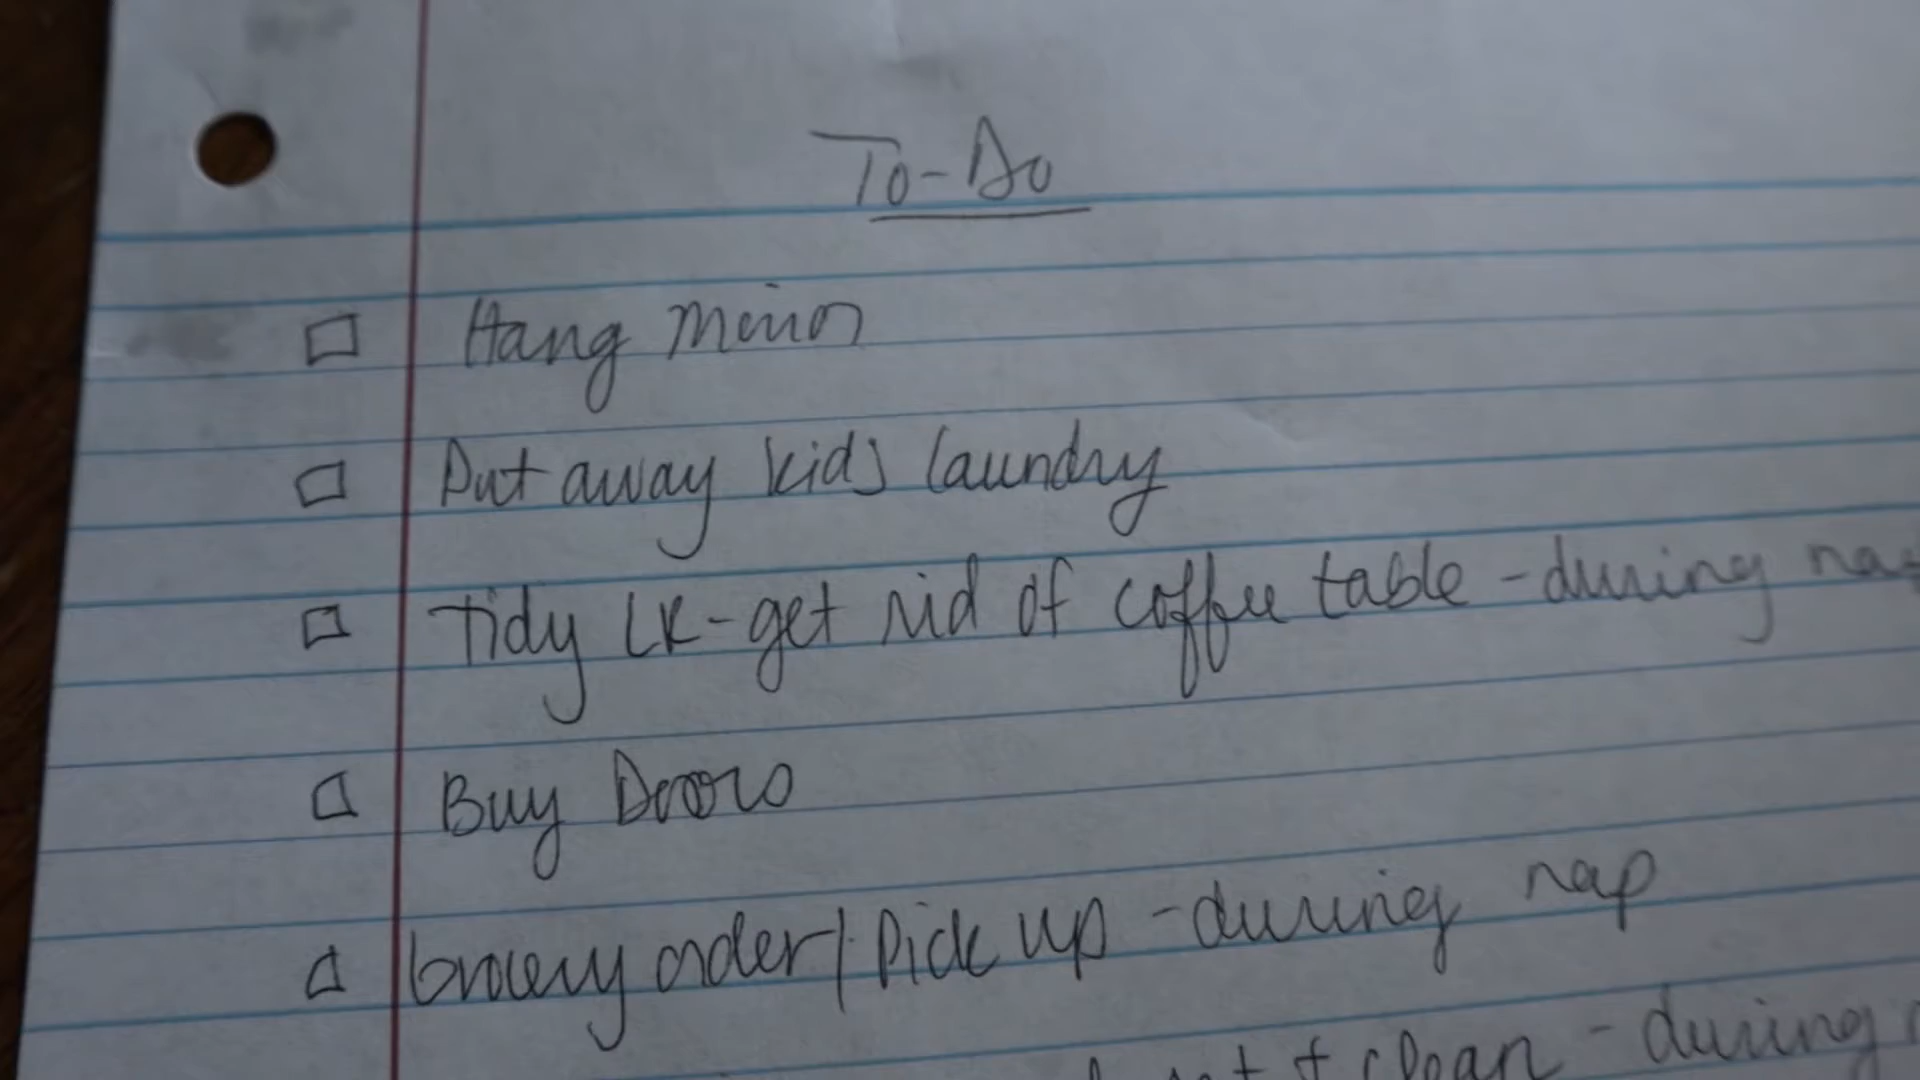 To-Do
Hang Mirror
Put away kids laundry
Tidy LR - get rid of coffee table - during
Buy Doors
Grocery order / Pick up - during nap
+ clean - during